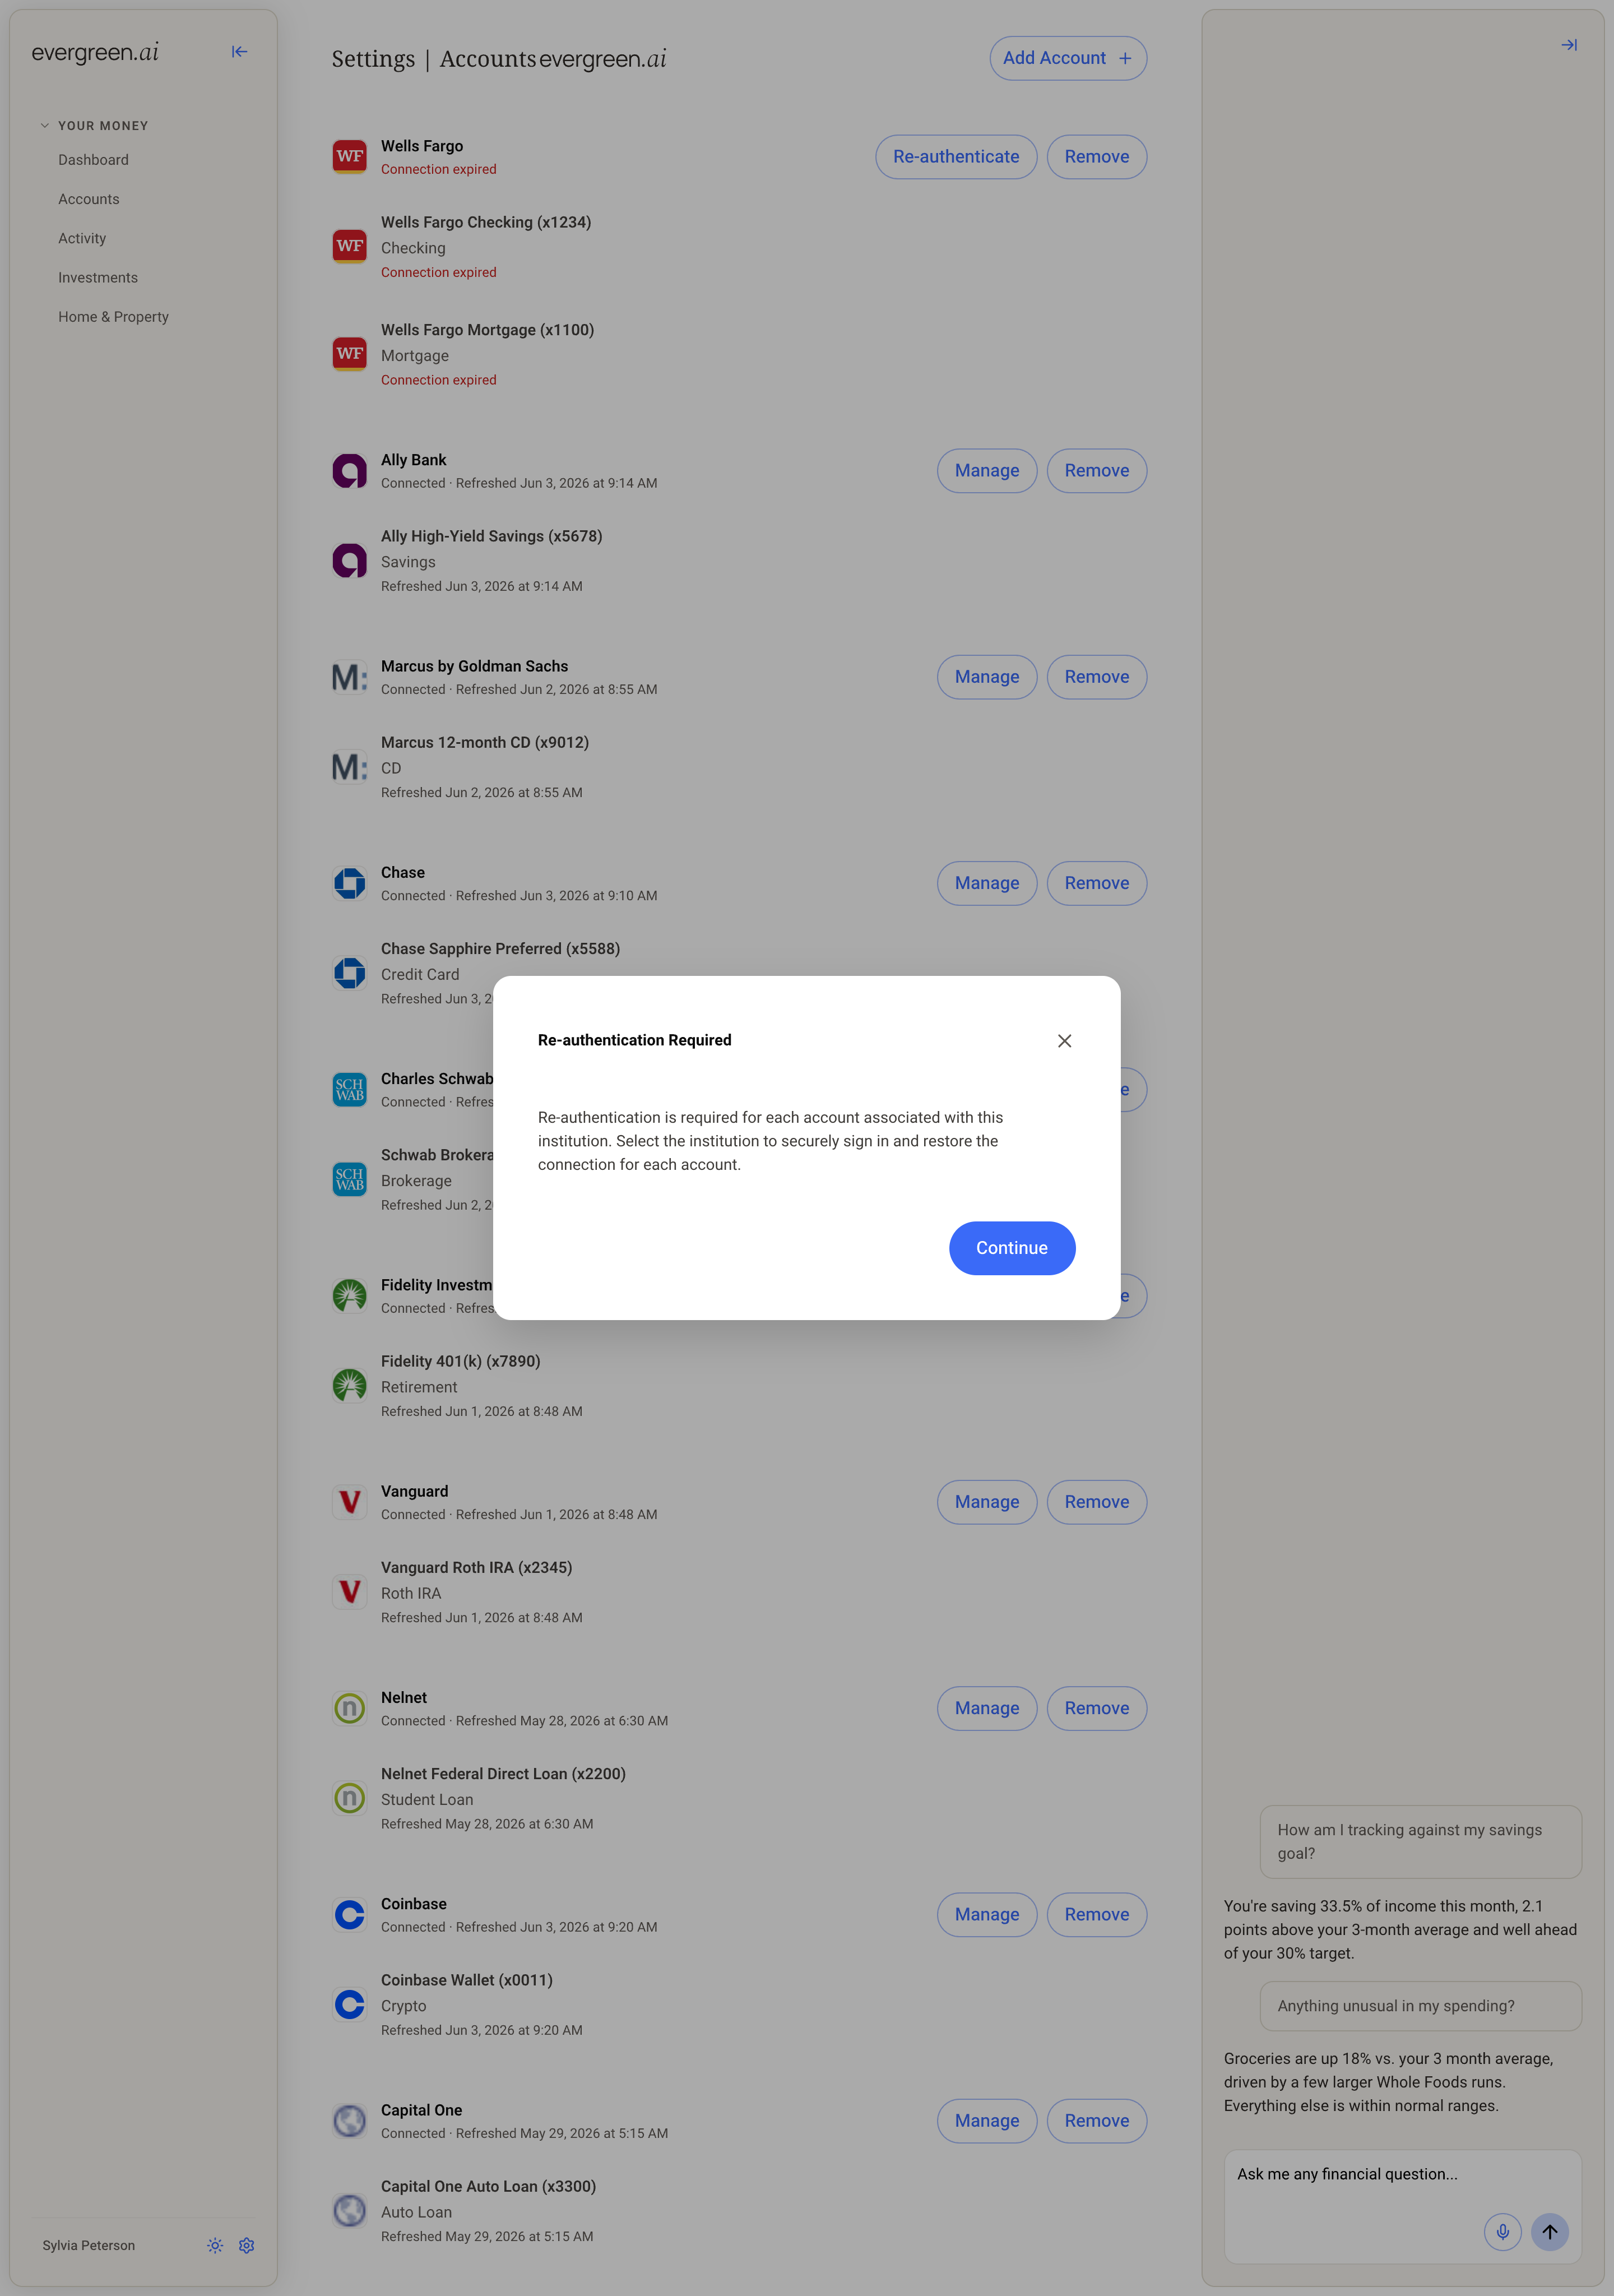 evergreen.ai
YOUR MONEY
Dashboard
Accounts
Activity
Investments
Home & Property
Sylvia Peterson
Settings | Accounts evergreen.ai
Add Account +
WF
Wells Fargo
Connection expired
Re-authenticate
Remove
WF
Wells Fargo Checking (x1234)
Checking
Connection expired
WF
Wells Fargo Mortgage (x1100)
Mortgage
Connection expired
Ally Bank
Connected · Refreshed Jun 3, 2026 at 9:14 AM
Manage
Remove
Ally High-Yield Savings (x5678)
Savings
Refreshed Jun 3, 2026 at 9:14 AM
M:
Marcus by Goldman Sachs
Connected · Refreshed Jun 2, 2026 at 8:55 AM
Manage
Remove
M:
Marcus 12-month CD (x9012)
CD
Refreshed Jun 2, 2026 at 8:55 AM
Chase
Connected · Refreshed Jun 3, 2026 at 9:10 AM
Manage
Remove
Chase Sapphire Preferred (x5588)
Credit Card
Refreshed Jun 3, 2
SCH
WAB
Charles Schwab
Connected · Refres
e
SCH
WAB
Schwab Brokera
Brokerage
Refreshed Jun 2, 2
Fidelity Investm
Connected · Refres
e
Fidelity 401(k) (x7890)
Retirement
Refreshed Jun 1, 2026 at 8:48 AM
Re-authentication Required
Re-authentication is required for each account associated with this
institution. Select the institution to securely sign in and restore the
connection for each account.
Continue
V
Vanguard
Connected · Refreshed Jun 1, 2026 at 8:48 AM
Manage
Remove
V
Vanguard Roth IRA (x2345)
Roth IRA
Refreshed Jun 1, 2026 at 8:48 AM
n
Nelnet
Connected · Refreshed May 28, 2026 at 6:30 AM
Manage
Remove
n
Nelnet Federal Direct Loan (x2200)
Student Loan
Refreshed May 28, 2026 at 6:30 AM
Coinbase
Connected · Refreshed Jun 3, 2026 at 9:20 AM
Manage
Remove
Coinbase Wallet (x0011)
Crypto
Refreshed Jun 3, 2026 at 9:20 AM
Capital One
Connected · Refreshed May 29, 2026 at 5:15 AM
Manage
Remove
Capital One Auto Loan (x3300)
Auto Loan
Refreshed May 29, 2026 at 5:15 AM
How am I tracking against my savings
goal?
You're saving 33.5% of income this month, 2.1
points above your 3-month average and well ahead
of your 30% target.
Anything unusual in my spending?
Groceries are up 18% vs. your 3 month average,
driven by a few larger Whole Foods runs.
Everything else is within normal ranges.
Ask me any financial question...